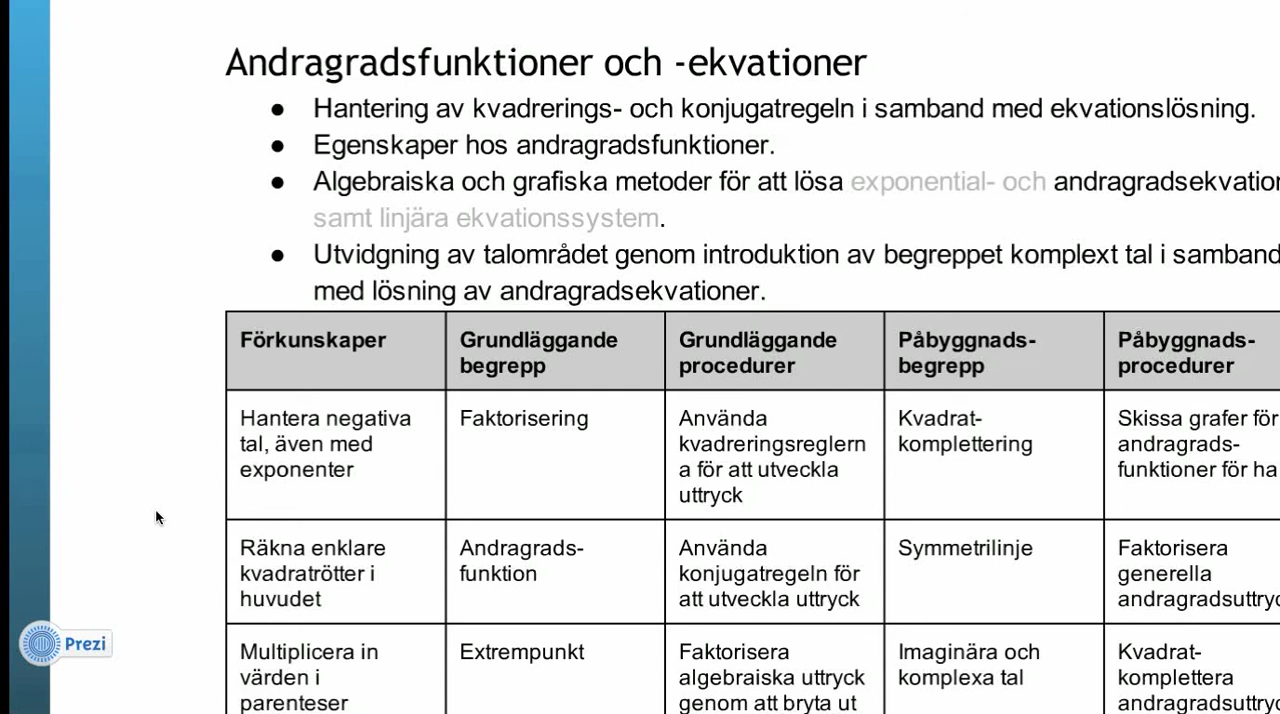 Andragradsfunktioner och -ekvationer
● Hantering av kvadrerings- och konjugatregeln i samband med ekvationslösning.
● Egenskaper hos andragradsfunktioner.
● Algebraiska och grafiska metoder för att lösa exponential- och andragradsekvation
samt linjära ekvationssystem.
● Utvidgning av talområdet genom introduktion av begreppet komplext tal i samband
med lösning av andragradsekvationer.
Förkunskaper
Grundläggande
begrepp
Grundläggande
procedurer
Påbyggnads-
begrepp
Påbyggnads-
procedurer
Hantera negativa
tal, även med
exponenter
Faktorisering
Använda
kvadreringsreglern
a för att utveckla
uttryck
Kvadrat-
komplettering
Skissa grafer för
andragrads-
funktioner för ha
Räkna enklare
kvadratrötter i
huvudet
Andragrads-
funktion
Använda
konjugatregeln för
att utveckla uttryck
Symmetrilinje
Faktorisera
generella
andragradsuttryc
Multiplicera in
värden i
parenteser
Extrempunkt
Faktorisera
algebraiska uttryck
genom att bryta ut
Imaginära och
komplexa tal
Kvadrat-
komplettera
andragradsuttryc
Prezi